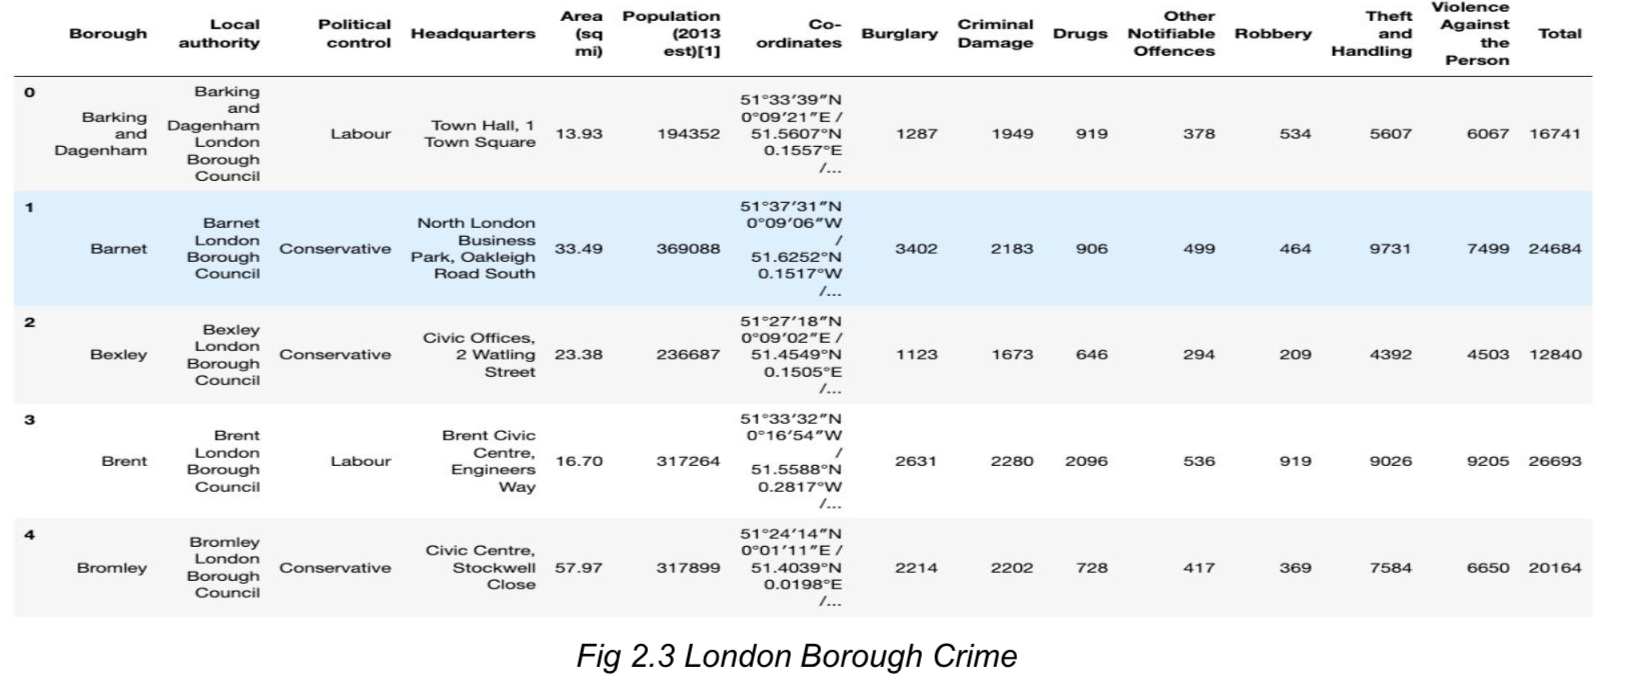 Borough Local authority Political control Headquarters Area (sq mi) Population (2013 est)[1] Co-ordinates Burglary Criminal Damage Drugs Other Notifiable Offences Robbery Theft and Handling Violence Against the Person Total
0 Barking and Dagenham Barking and Dagenham London Borough Council Labour Town Hall, 1 Town Square 13.93 194352 51°33′39″N 0°09′21″E / 51.5607°N 0.1557°E /... 1287 1949 919 378 534 5607 6067 16741
1 Barnet Barnet London Borough Council Conservative North London Business Park, Oakleigh Road South 33.49 369088 51°37′31″N 0°09′06″W / 51.6252°N 0.1517°W /... 3402 2183 906 499 464 9731 7499 24684
2 Bexley Bexley London Borough Council Conservative Civic Offices, 2 Watling Street 23.38 236687 51°27′18″N 0°09′02″E / 51.4549°N 0.1505°E /... 1123 1673 646 294 209 4392 4503 12840
3 Brent Brent London Borough Council Labour Brent Civic Centre, Engineers Way 16.70 317264 51°33′32″N 0°16′54″W / 51.5588°N 0.2817°W /... 2631 2280 2096 536 919 9026 9205 26693
4 Bromley Bromley London Borough Council Conservative Civic Centre, Stockwell Close 57.97 317899 51°24′14″N 0°01′11″E / 51.4039°N 0.0198°E /... 2214 2202 728 417 369 7584 6650 20164
Fig 2.3 London Borough Crime